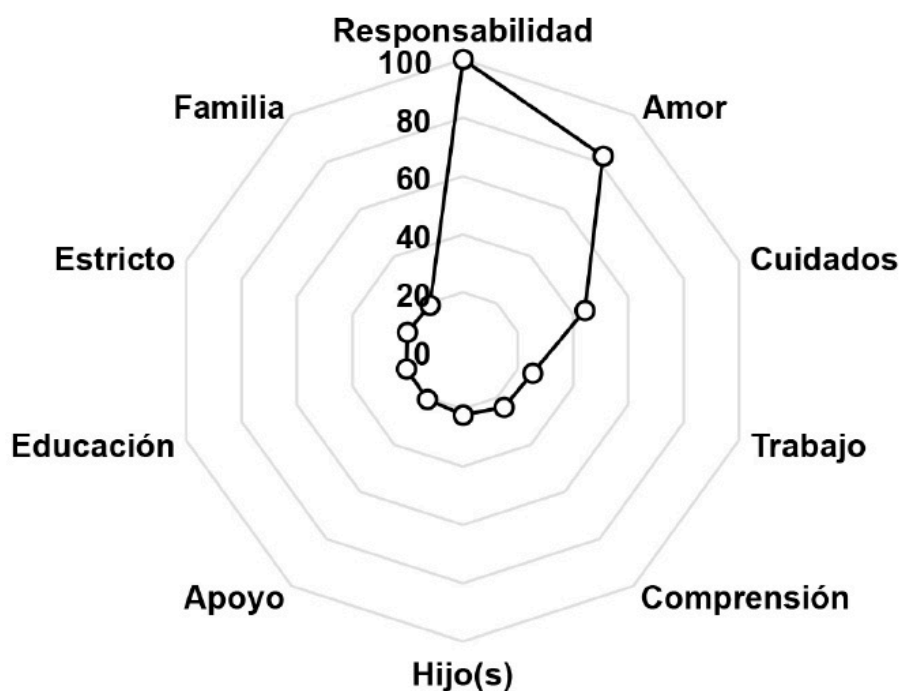 Responsabilidad
100
Familia
Amor
80
60
Estricto
Cuidados
40
20
0
Educación
Trabajo
Apoyo
Comprensión
Hijo(s)